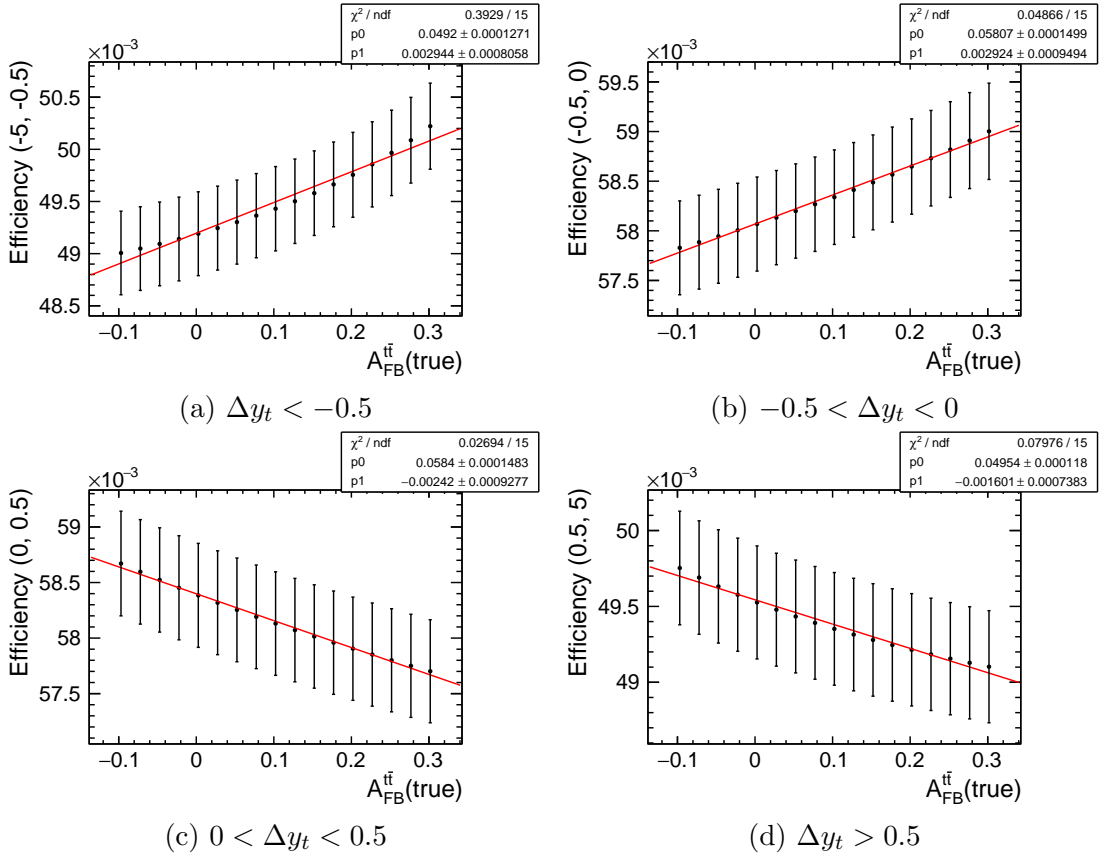 χ² / ndf 0.3929 / 15
p0 0.0492 ± 0.0001271
p1 0.002944 ± 0.0008058
×10⁻³
Efficiency (-5, -0.5)
50.5
50
49.5
49
48.5
−0.1 0 0.1 0.2 0.3
A_FB^tt̄(true)
(a) Δy_t < −0.5
χ² / ndf 0.04866 / 15
p0 0.05807 ± 0.0001499
p1 0.002924 ± 0.0009494
×10⁻³
Efficiency (-0.5, 0)
59.5
59
58.5
58
57.5
−0.1 0 0.1 0.2 0.3
A_FB^tt̄(true)
(b) −0.5 < Δy_t < 0
χ² / ndf 0.02694 / 15
p0 0.0584 ± 0.0001483
p1 −0.00242 ± 0.0009277
×10⁻³
Efficiency (0, 0.5)
59
58.5
58
57.5
−0.1 0 0.1 0.2 0.3
A_FB^tt̄(true)
(c) 0 < Δy_t < 0.5
χ² / ndf 0.07976 / 15
p0 0.04954 ± 0.000118
p1 −0.001601 ± 0.0007383
×10⁻³
Efficiency (0.5, 5)
50
49.5
49
−0.1 0 0.1 0.2 0.3
A_FB^tt̄(true)
(d) Δy_t > 0.5